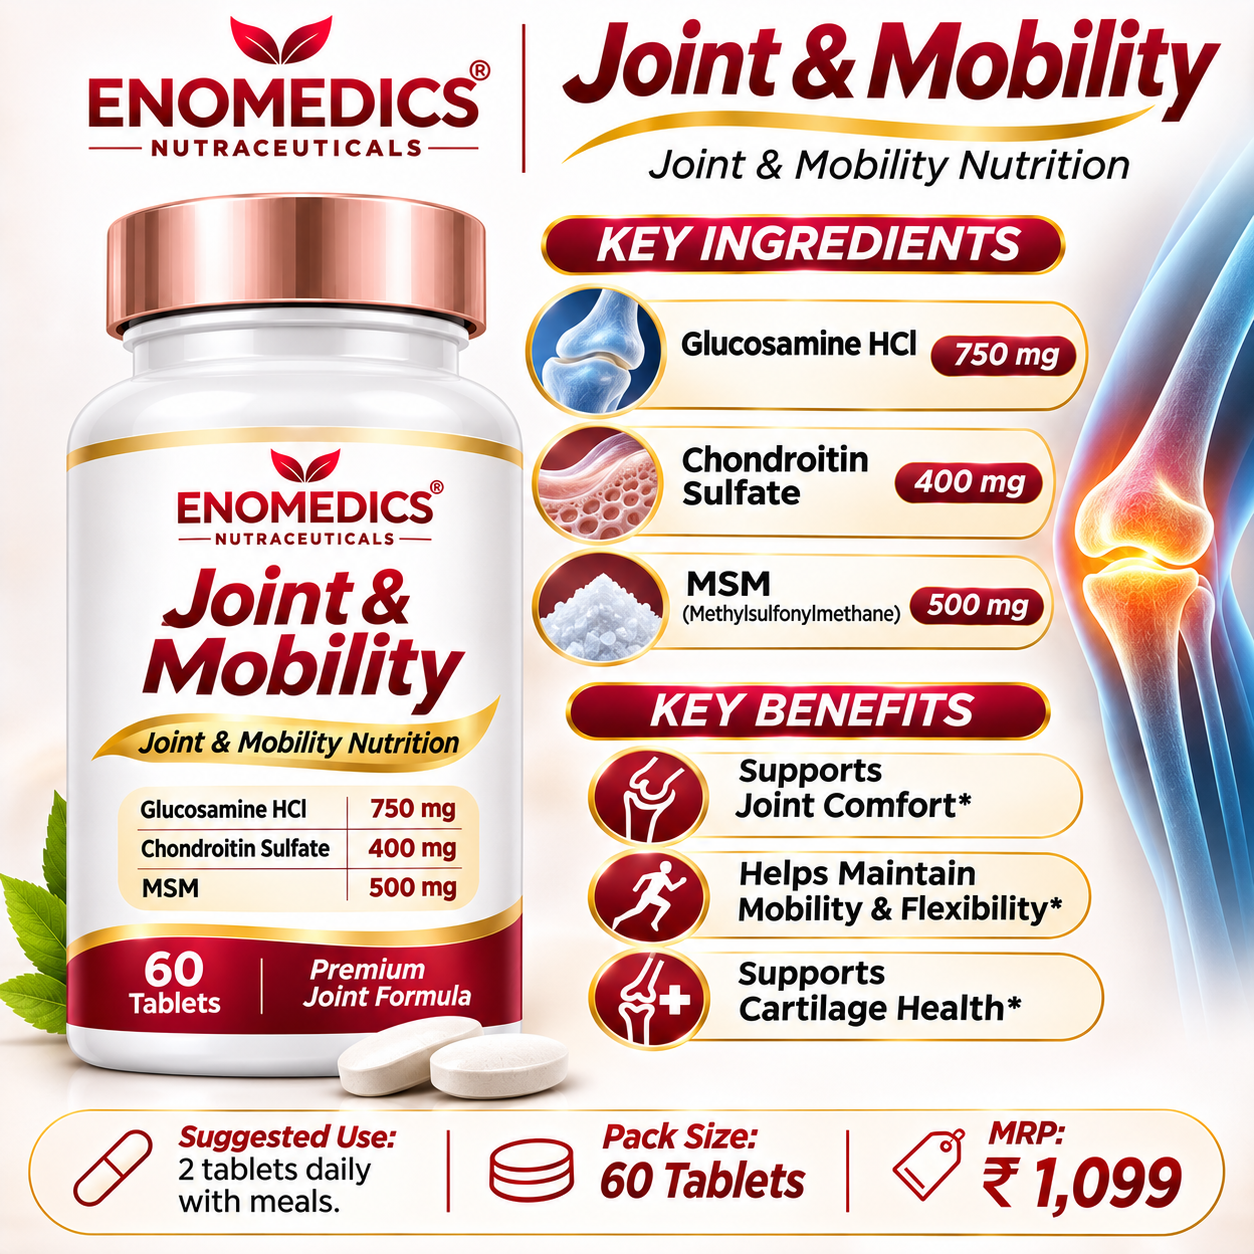 ENOMEDICS®
NUTRACEUTICALS
Joint & Mobility
Joint & Mobility Nutrition
KEY INGREDIENTS
Glucosamine HCl 750 mg
Chondroitin
Sulfate
400 mg
MSM
(Methylsulfonylmethane)
500 mg
KEY BENEFITS
Supports
Joint Comfort*
Helps Maintain
Mobility & Flexibility*
Supports
Cartilage Health*
ENOMEDICS®
NUTRACEUTICALS
Joint &
Mobility
Joint & Mobility Nutrition
Glucosamine HCl 750 mg
Chondroitin Sulfate 400 mg
MSM 500 mg
60
Tablets
Premium
Joint Formula
Suggested Use:
2 tablets daily
with meals.
Pack Size:
60 Tablets
MRP:
₹ 1,099